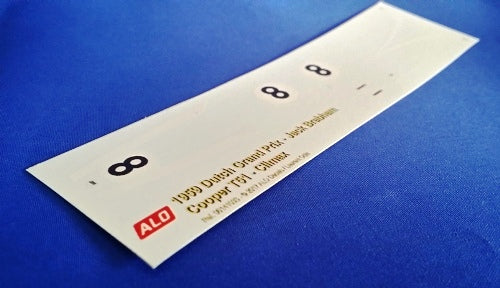 8
8
8
1959 Dutch Grand Prix - Jack Brabham
Cooper T51 - Climax
ALO